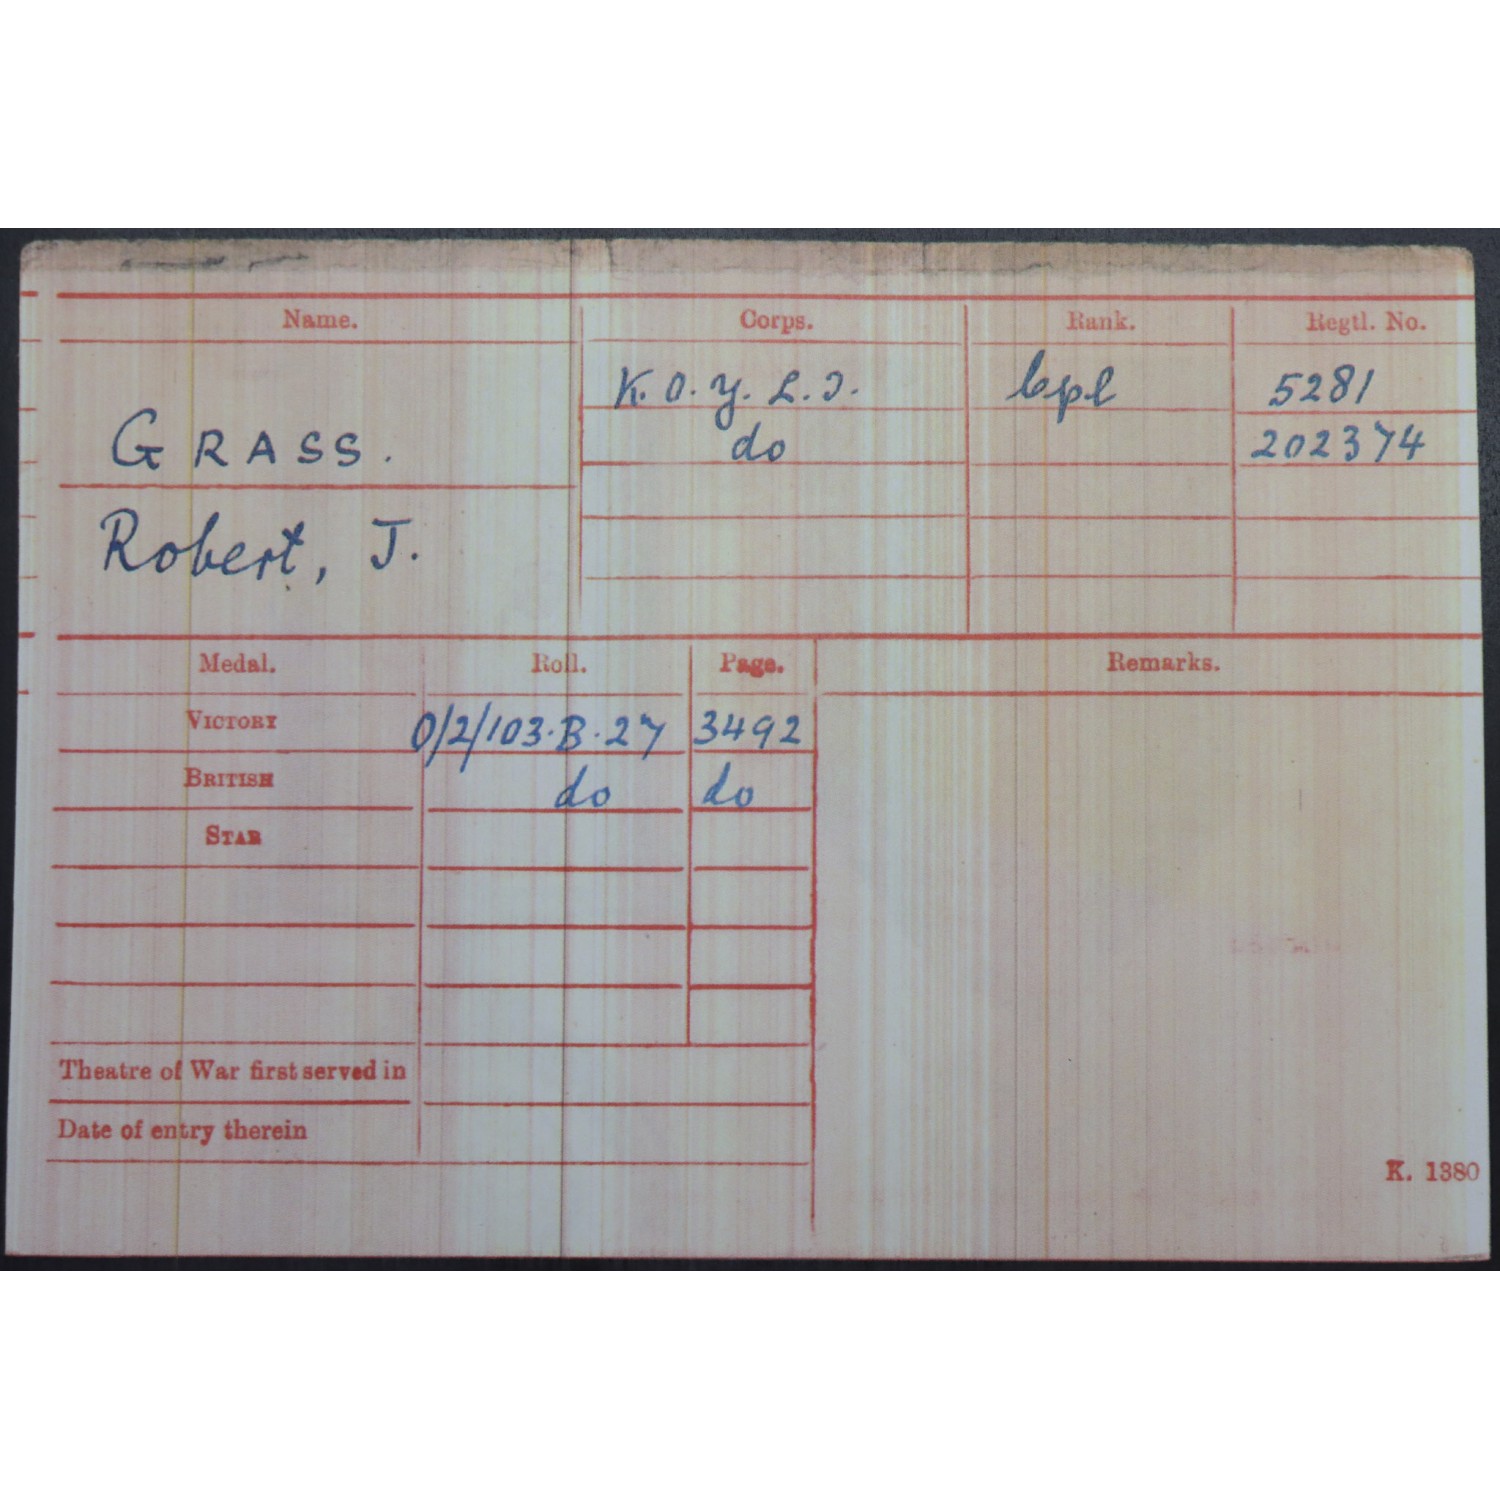 Name. Corps. Rank. Regtl. No.
K. O. Y. L. I. Cpl 5281
GRASS. do 202374
Robert, J.
Medal. Roll. Page. Remarks.
VICTORY 0/2/103.B.27 3492
BRITISH do do
STAR
Theatre of War first served in
Date of entry therein
K. 1380